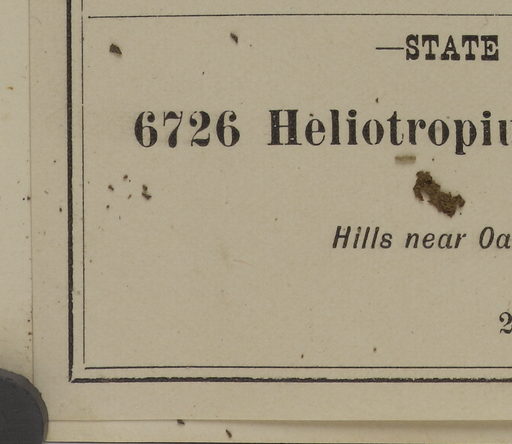 —STATE
6726 Heliotropiu
Hills near Oa
2